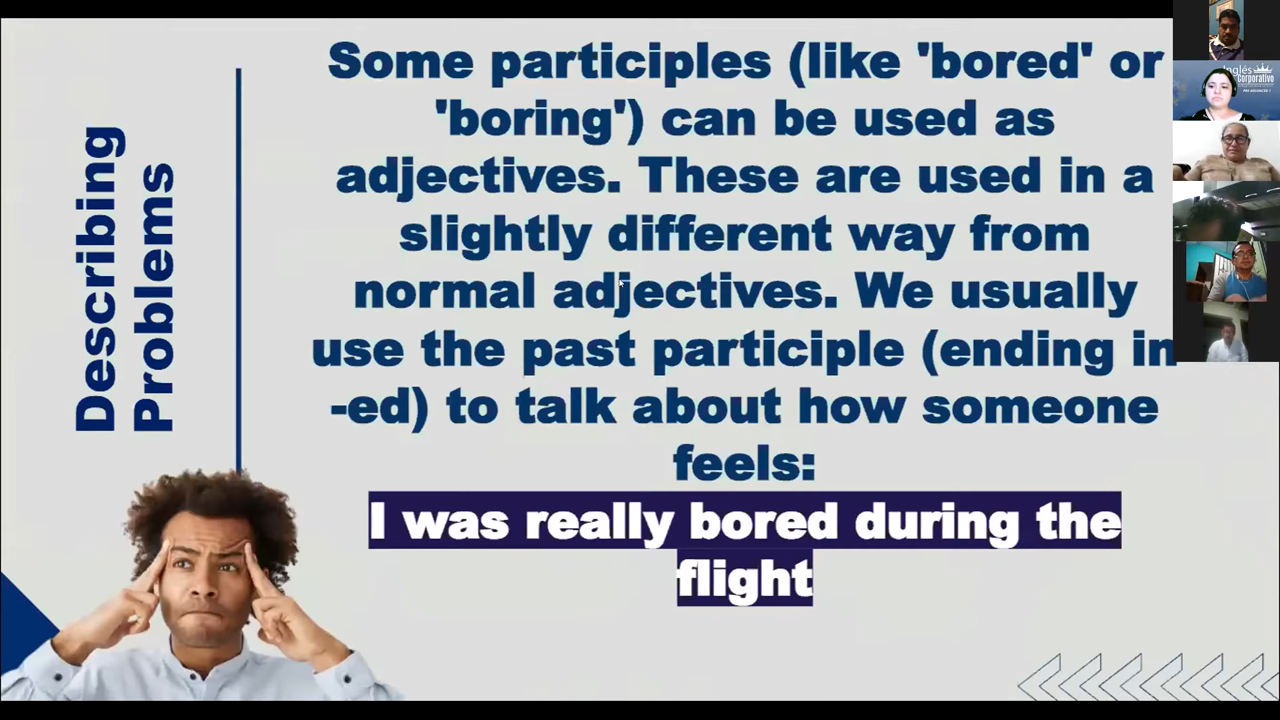 Describing
Problems
Some participles (like 'bored' or
'boring') can be used as
adjectives. These are used in a
slightly different way from
normal adjectives. We usually
use the past participle (ending in
-ed) to talk about how someone
feels:
I was really bored during the
flight
Inglés
Corporativo